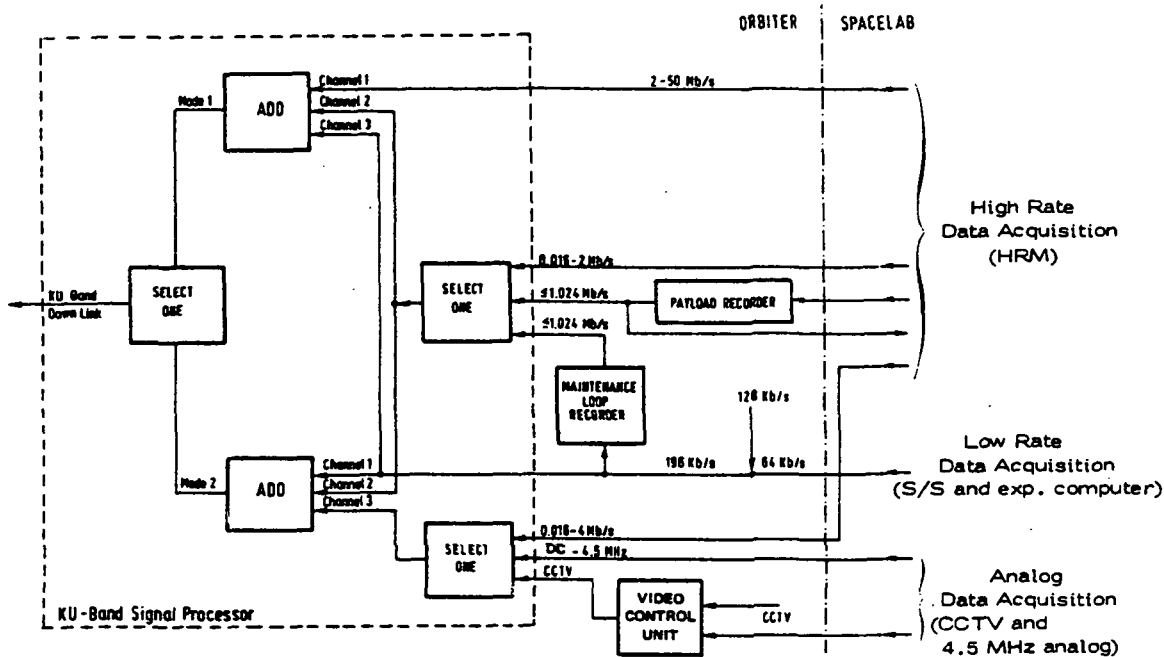 ORBITER
SPACELAB
Channel 1
2-50 Mb/s
Mode 1
ADD
Channel 2
Channel 3
High Rate
Data Acquisition
(HRM)
0.016-2 Mb/s
SELECT
ONE
≤1.024 Mb/s
PAYLOAD RECORDER
≤1.024 Mb/s
KU Band
Down Link
SELECT
ONE
MAINTENANCE
LOOP
RECORDER
128 Kb/s
Low Rate
Data Acquisition
(S/S and exp. computer)
Channel 1
196 Kb/s
64 Kb/s
Mode 2
ADD
Channel 2
Channel 3
0.016-4 Mb/s
SELECT
ONE
DC - 4.5 MHz
CCTV
Analog
Data Acquisition
(CCTV and
4.5 MHz analog)
VIDEO
CONTROL
UNIT
CCTV
KU-Band Signal Processor